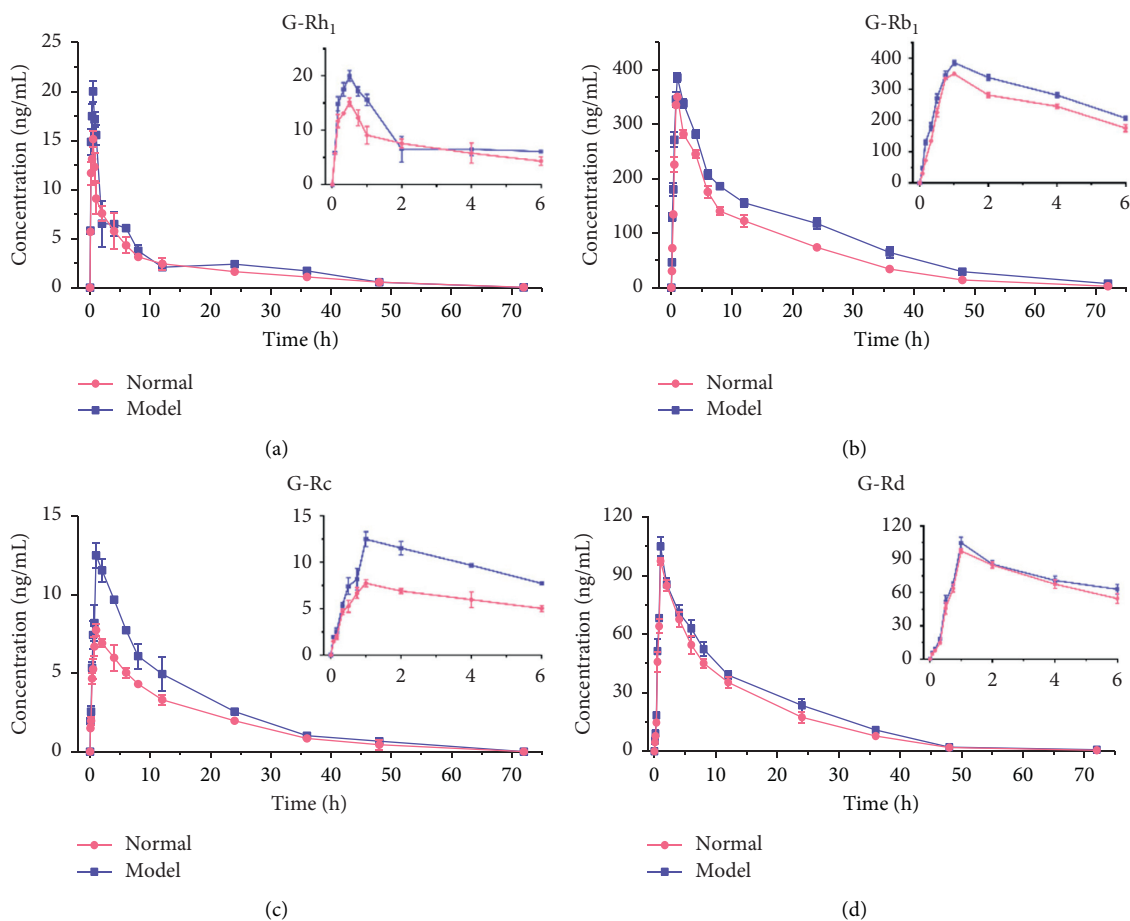 G-Rh1
Concentration (ng/mL)
20
15
10
5
0
0 10 20 30 40 50 60 70
Time (h)
20
10
0
0 2 4 6
Normal
Model
(a)
G-Rb1
Concentration (ng/mL)
400
300
200
100
0
0 10 20 30 40 50 60 70
Time (h)
400
300
200
100
0
0 2 4 6
Normal
Model
(b)
G-Rc
Concentration (ng/mL)
15
10
5
0
0 10 20 30 40 50 60 70
Time (h)
15
10
5
0
0 2 4 6
Normal
Model
(c)
G-Rd
Concentration (ng/mL)
120
90
60
30
0
0 10 20 30 40 50 60 70
Time (h)
120
90
60
30
0
0 2 4 6
Normal
Model
(d)